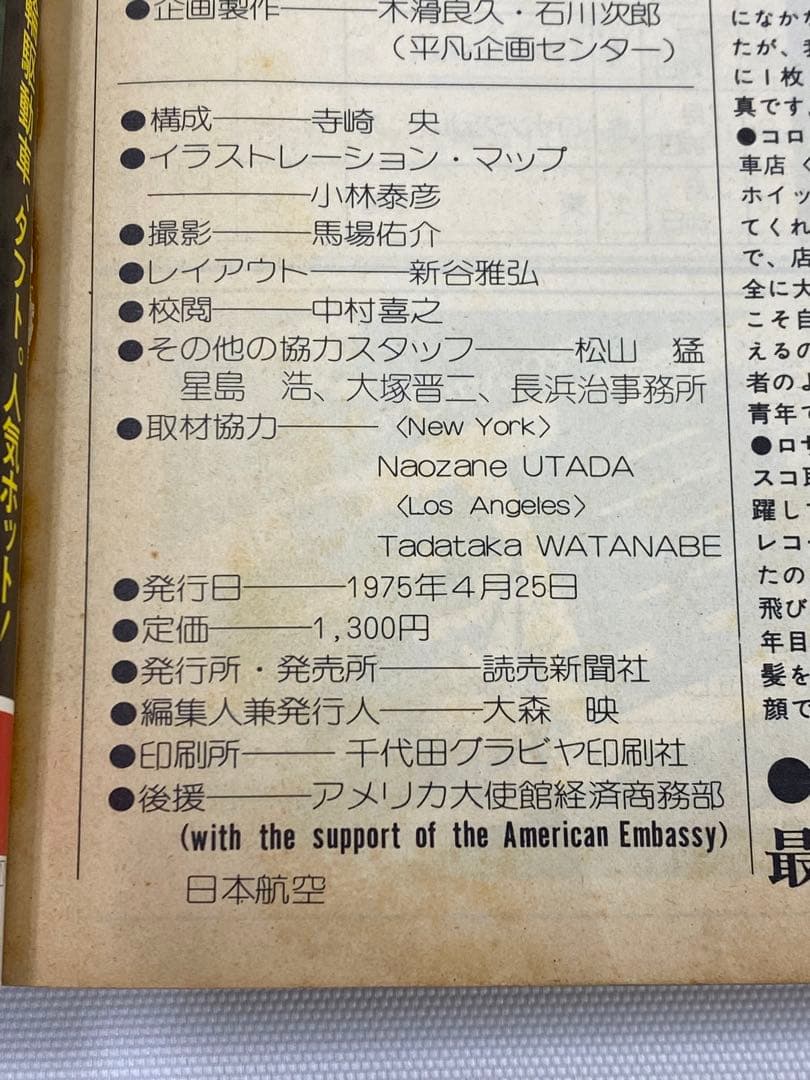 ●企画製作――木滑良久・石川次郎
（平凡企画センター）
●構成――寺崎　央
●イラストレーション・マップ
――小林泰彦
●撮影――馬場佑介
●レイアウト――新谷雅弘
●校閲――中村喜之
●その他の協力スタッフ――松山　猛
星島　浩、大塚晋二、長浜治事務所
●取材協力――〈New York〉
Naozane UTADA
〈Los Angeles〉
Tadataka WATANABE
●発行日――1975年4月25日
●定価――1,300円
●発行所・発売所――読売新聞社
●編集人兼発行人――大森　映
●印刷所――千代田グラビヤ印刷社
●後援――アメリカ大使館経済商務部
(with the support of the American Embassy)
日本航空
になかな
たが、
に1枚
真です
●コロ
車店
ホイッ
てくれ
で、店
全に大
こそ自
えるの
者のよ
青年で
●ロサ
スコ
躍し
レコー
たの
飛び
年目
髪を
顔で
●
最
人気ホット!